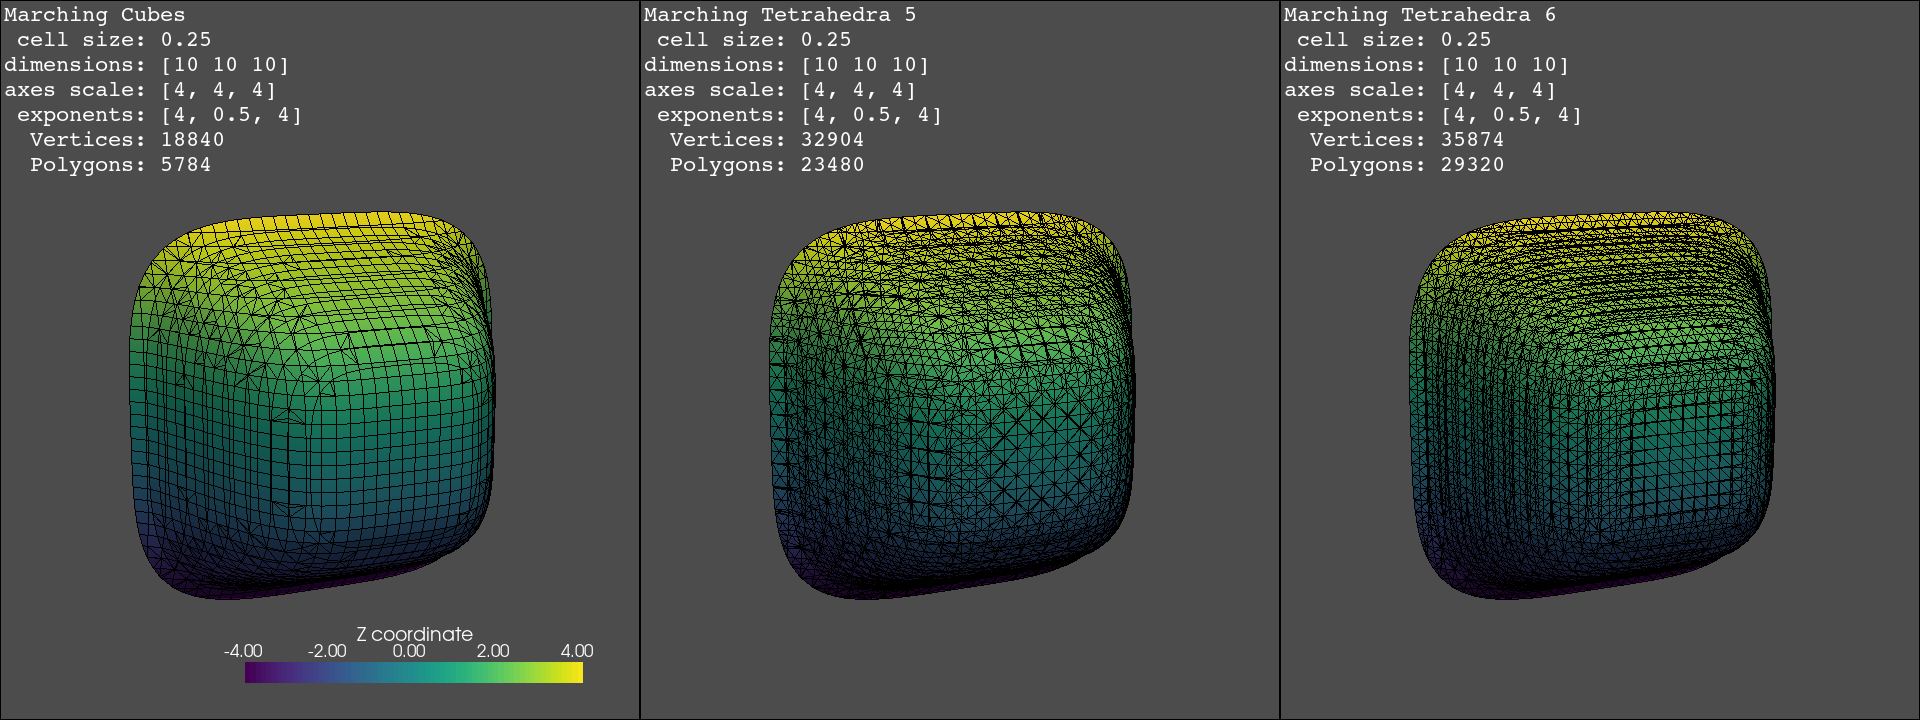 Marching Cubes
cell size: 0.25
dimensions: [10 10 10]
axes scale: [4, 4, 4]
exponents: [4, 0.5, 4]
Vertices: 18840
Polygons: 5784
Marching Tetrahedra 5
cell size: 0.25
dimensions: [10 10 10]
axes scale: [4, 4, 4]
exponents: [4, 0.5, 4]
Vertices: 32904
Polygons: 23480
Marching Tetrahedra 6
cell size: 0.25
dimensions: [10 10 10]
axes scale: [4, 4, 4]
exponents: [4, 0.5, 4]
Vertices: 35874
Polygons: 29320
Z coordinate
-4.00 -2.00 0.00 2.00 4.00